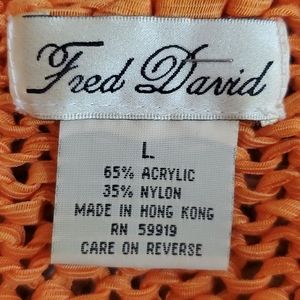 Fred David
L
65% ACRYLIC
35% NYLON
MADE IN HONG KONG
RN 59919
CARE ON REVERSE